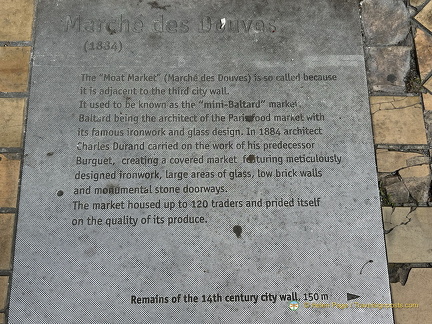 Marché des Douves
(1884)
The "Moat Market" (Marché des Douves) is so called because
it is adjacent to the third city wall.
It used to be known as the "mini-Baltard" market.
Baltard being the architect of the Paris food market with
its famous ironwork and glass design. In 1884 architect
Charles Durand carried on the work of his predecessor
Burguet, creating a covered market featuring meticulously
designed ironwork, large areas of glass, low brick walls
and monumental stone doorways.
The market housed up to 120 traders and prided itself
on the quality of its produce.
Remains of the 14th century city wall, 150 m